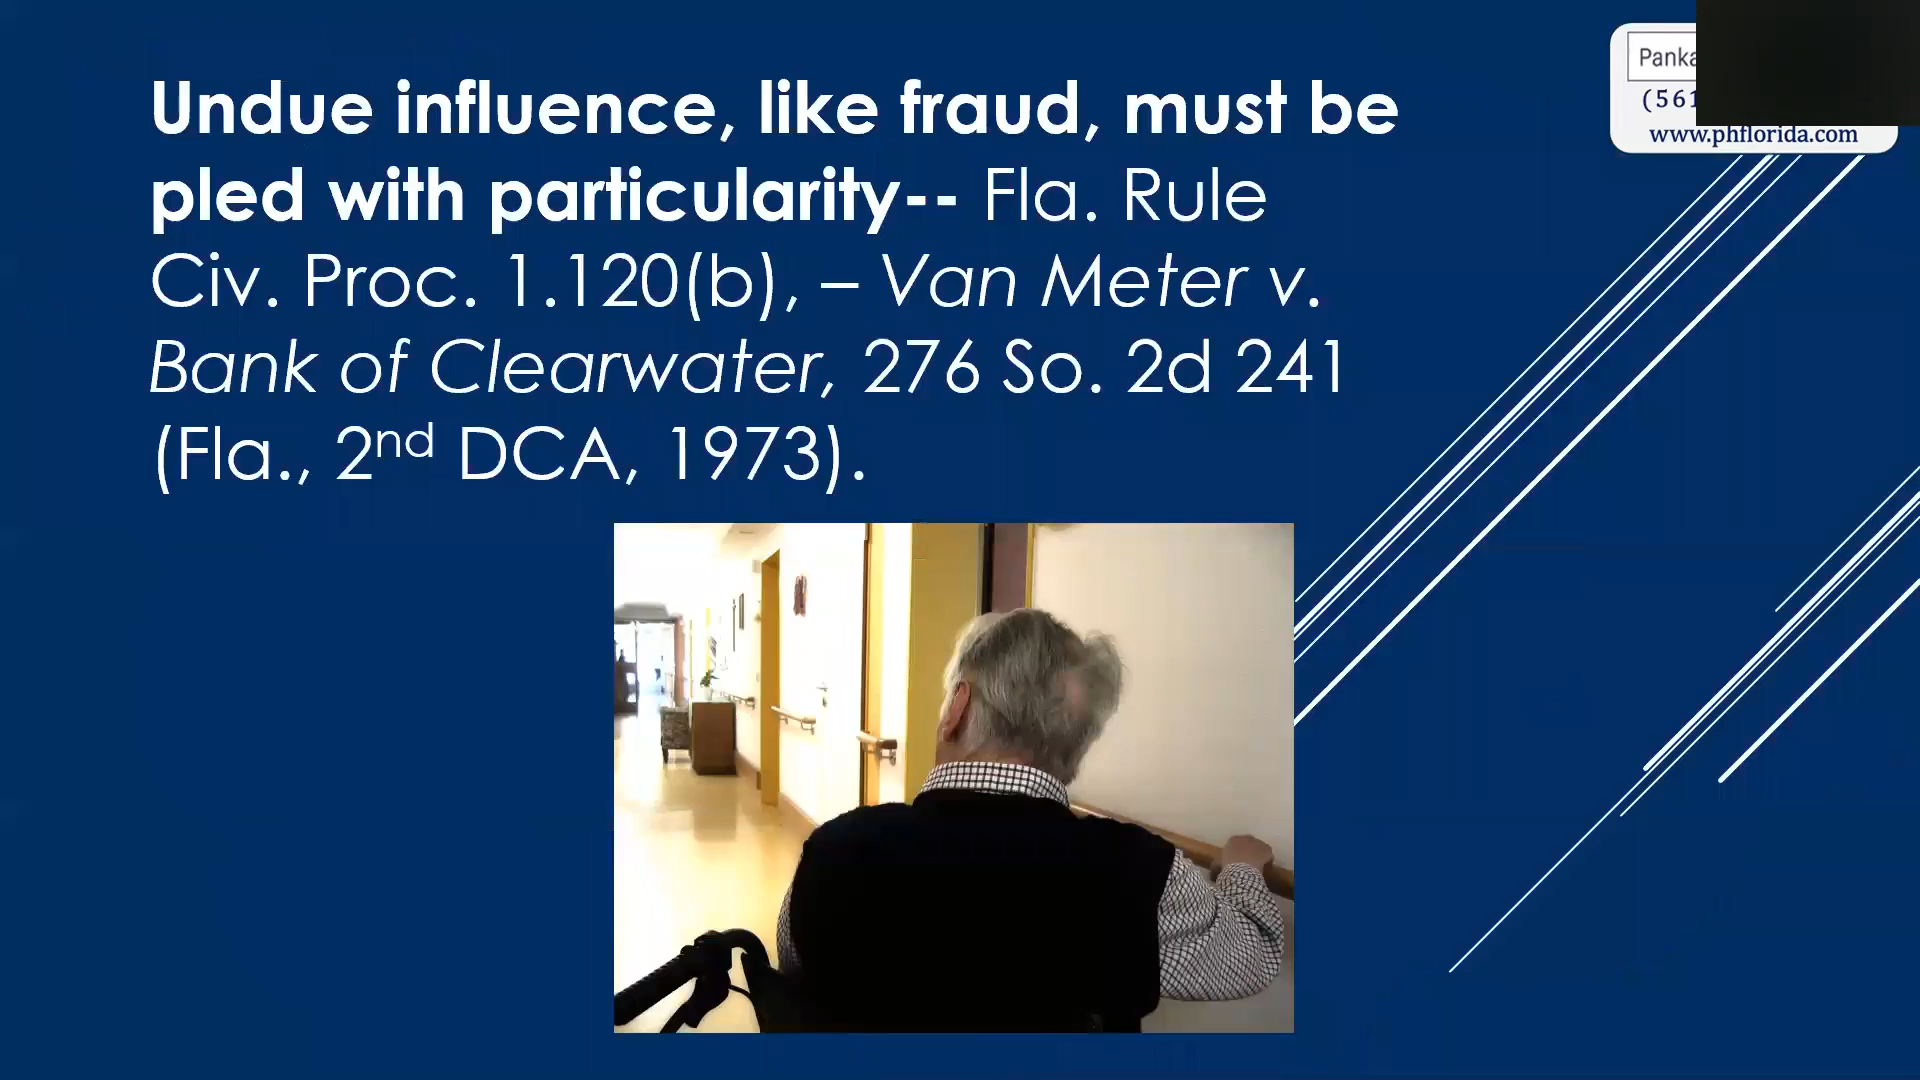 Undue influence, like fraud, must be
pled with particularity-- Fla. Rule
Civ. Proc. 1.120(b), – Van Meter v.
Bank of Clearwater, 276 So. 2d 241
(Fla., 2nd DCA, 1973).
(561
www.phflorida.com